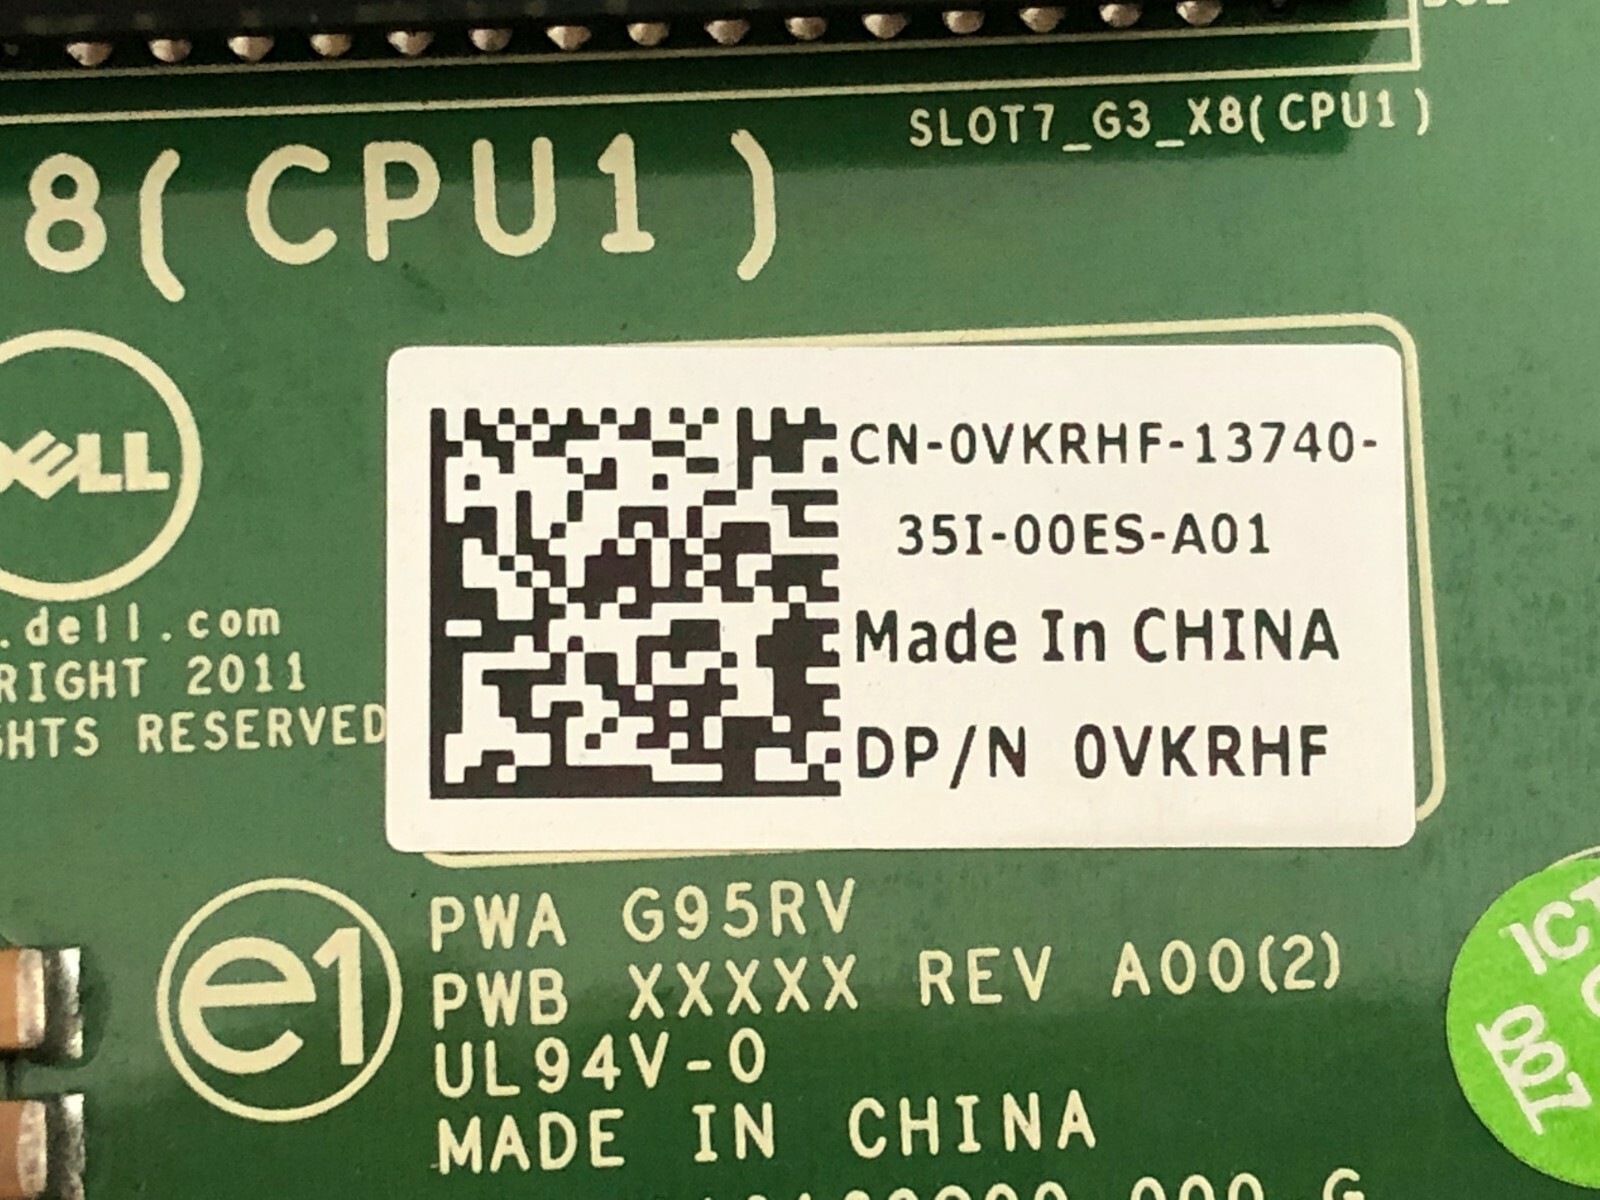 SLOT7_G3_X8(CPU1)
8(CPU1)
DELL
CN-0VKRHF-13740-
35I-00ES-A01
Made In CHINA
DP/N 0VKRHF
.dell.com
RIGHT 2011
GHTS RESERVED
e1
PWA G95RV
PWB XXXXX REV A00(2)
UL94V-0
MADE IN CHINA
007